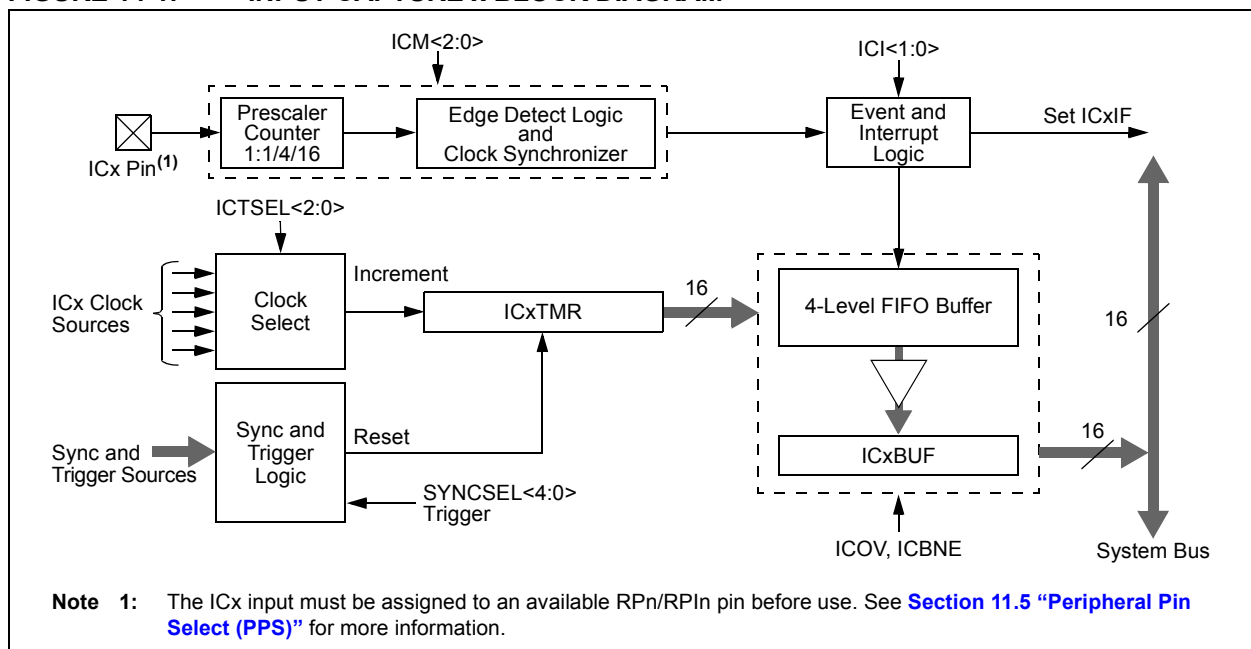 ICM<2:0>
ICI<1:0>
Prescaler
Counter
1:1/4/16
Edge Detect Logic
and
Clock Synchronizer
Event and
Interrupt
Logic
Set ICxIF
ICx Pin(1)
ICTSEL<2:0>
ICx Clock
Sources
Clock
Select
Increment
ICxTMR
16
4-Level FIFO Buffer
16
Sync and
Trigger Sources
Sync and
Trigger
Logic
Reset
SYNCSEL<4:0>
Trigger
ICxBUF
16
ICOV, ICBNE
System Bus
Note 1: The ICx input must be assigned to an available RPn/RPIn pin before use. See Section 11.5 “Peripheral Pin
Select (PPS)” for more information.